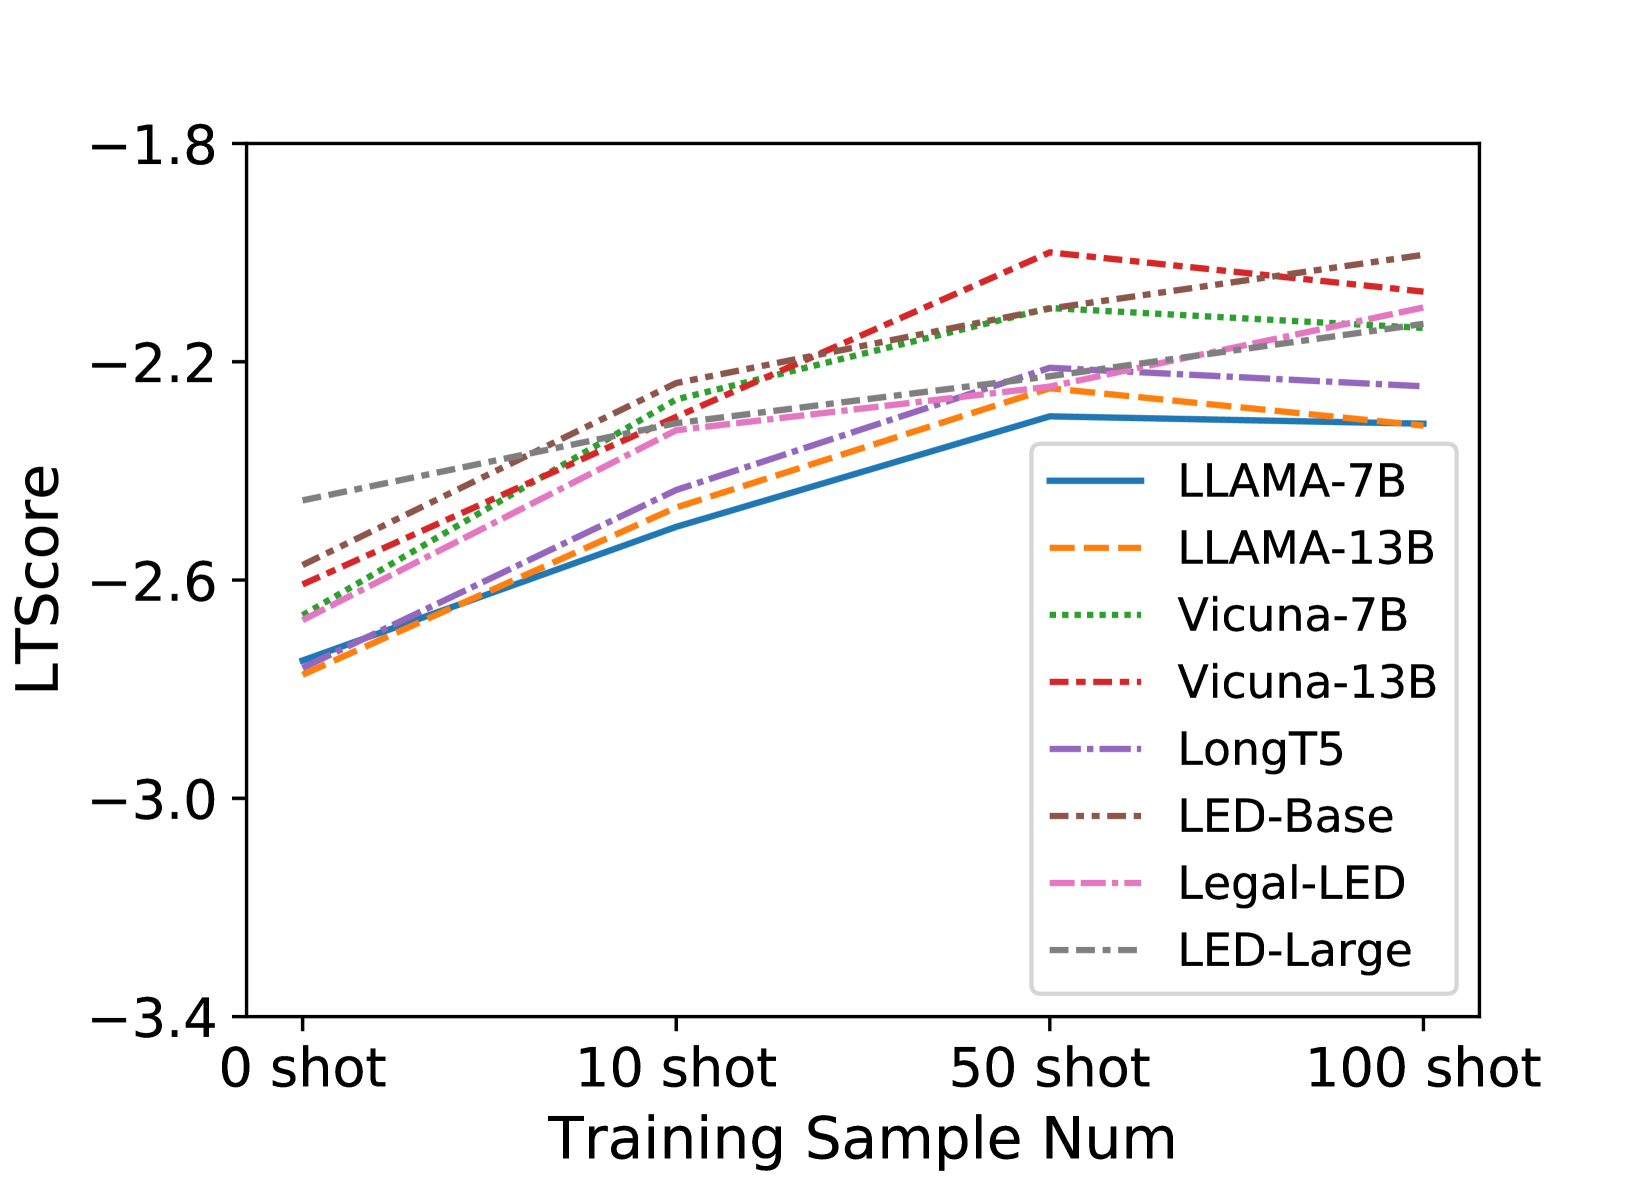 −1.8
−2.2
−2.6
−3.0
−3.4
LTScore
0 shot
10 shot
50 shot
100 shot
Training Sample Num
LLAMA-7B
LLAMA-13B
Vicuna-7B
Vicuna-13B
LongT5
LED-Base
Legal-LED
LED-Large